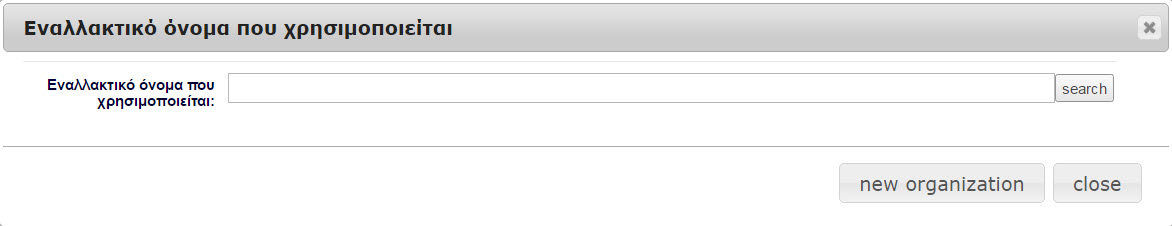 Εναλλακτικό όνομα που χρησιμοποιείται
Εναλλακτικό όνομα που
χρησιμοποιείται:
search
new organization
close